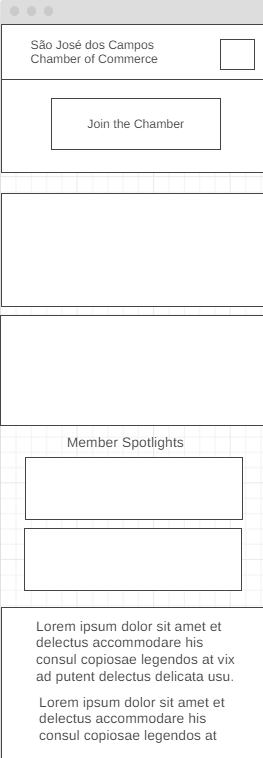 São José dos Campos
Chamber of Commerce
Join the Chamber
Member Spotlights
Lorem ipsum dolor sit amet et
delectus accommodare his
consul copiosae legendos at vix
ad putent delectus delicata usu.
Lorem ipsum dolor sit amet et
delectus accommodare his
consul copiosae legendos at